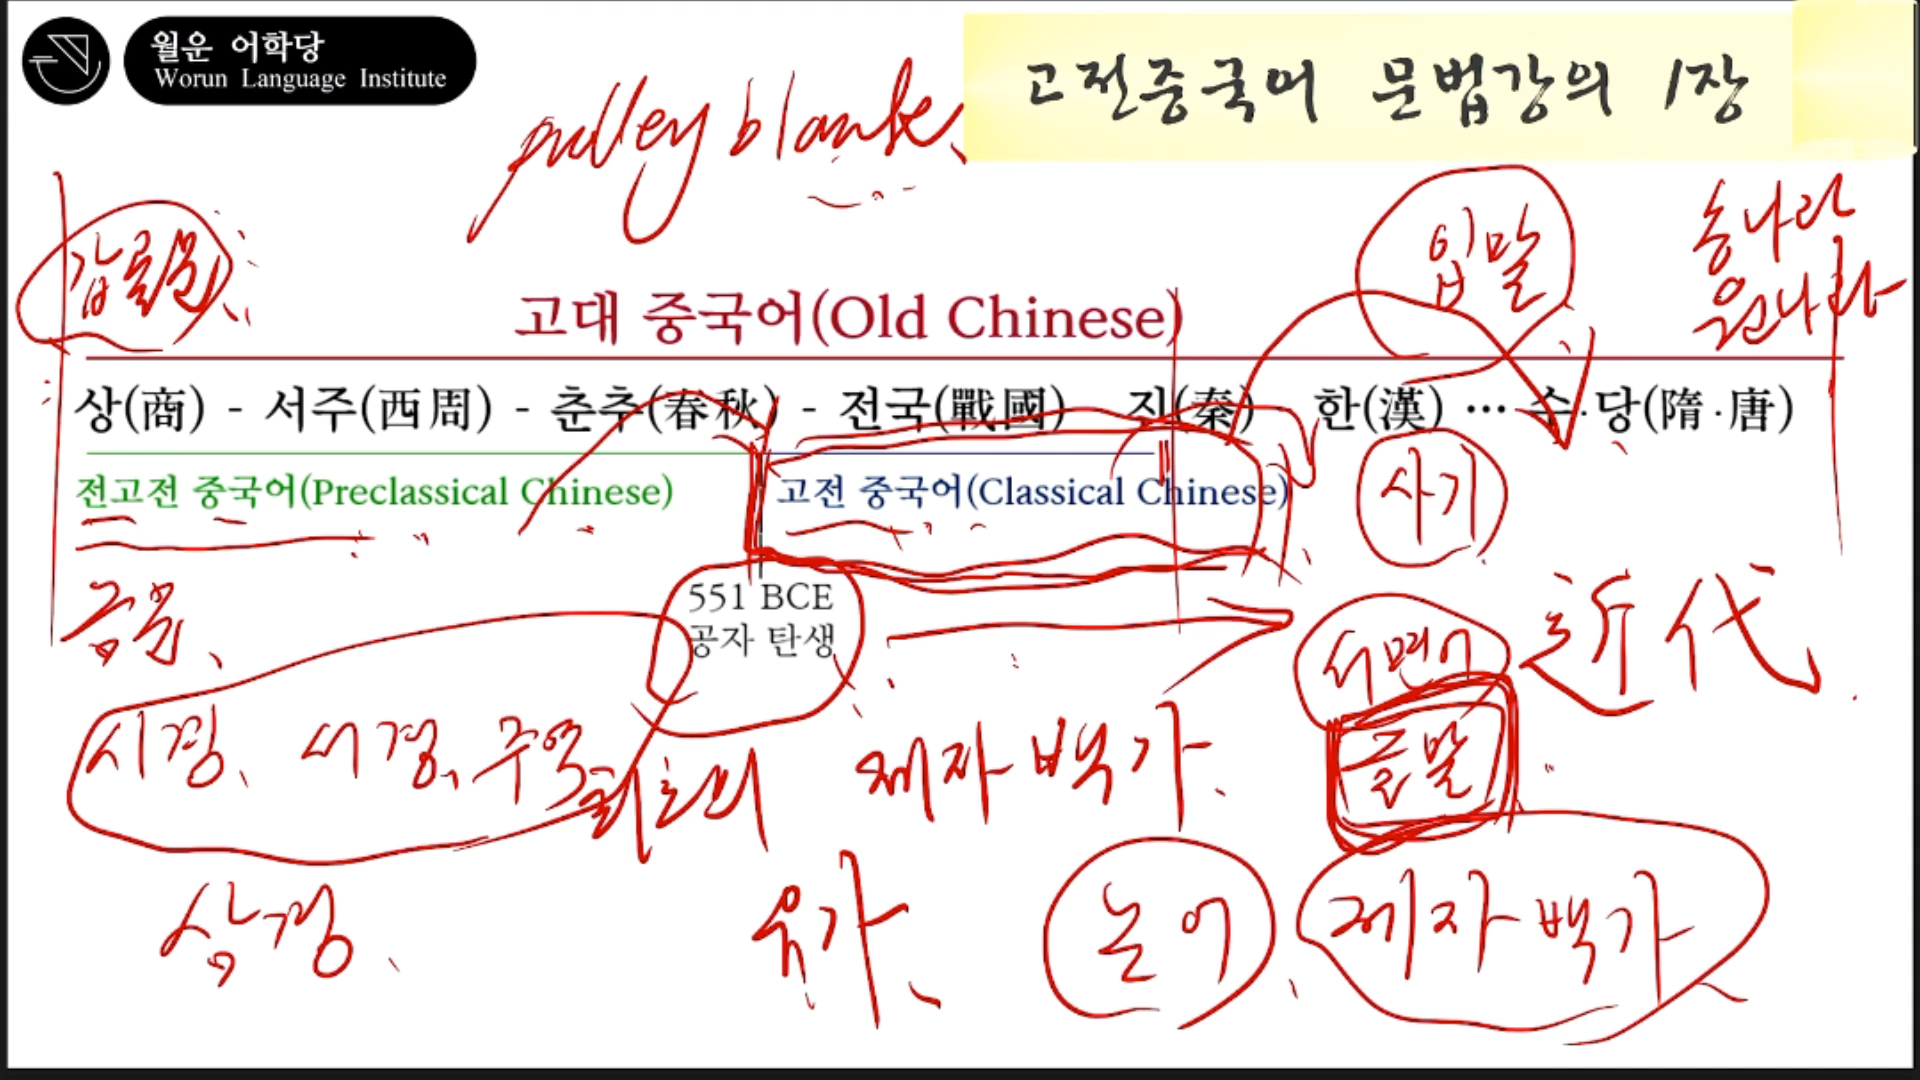 월운 어학당
Worun Language Institute
고전중국어 문법강의 1장
pulleyblank
갑골문
입말
송나라
원나라
고대 중국어(Old Chinese)
상(商) - 서주(西周) - 춘추(春秋) - 전국(戰國) 진(秦) 한(漢) ··· 수·당(隋·唐)
전고전 중국어(Preclassical Chinese)
고전 중국어(Classical Chinese)
사기
551 BCE
공자 탄생
금문
서면어
近代
시경, 서경, 주역
제자백가
글말
삼경
유가
논어
제자백가